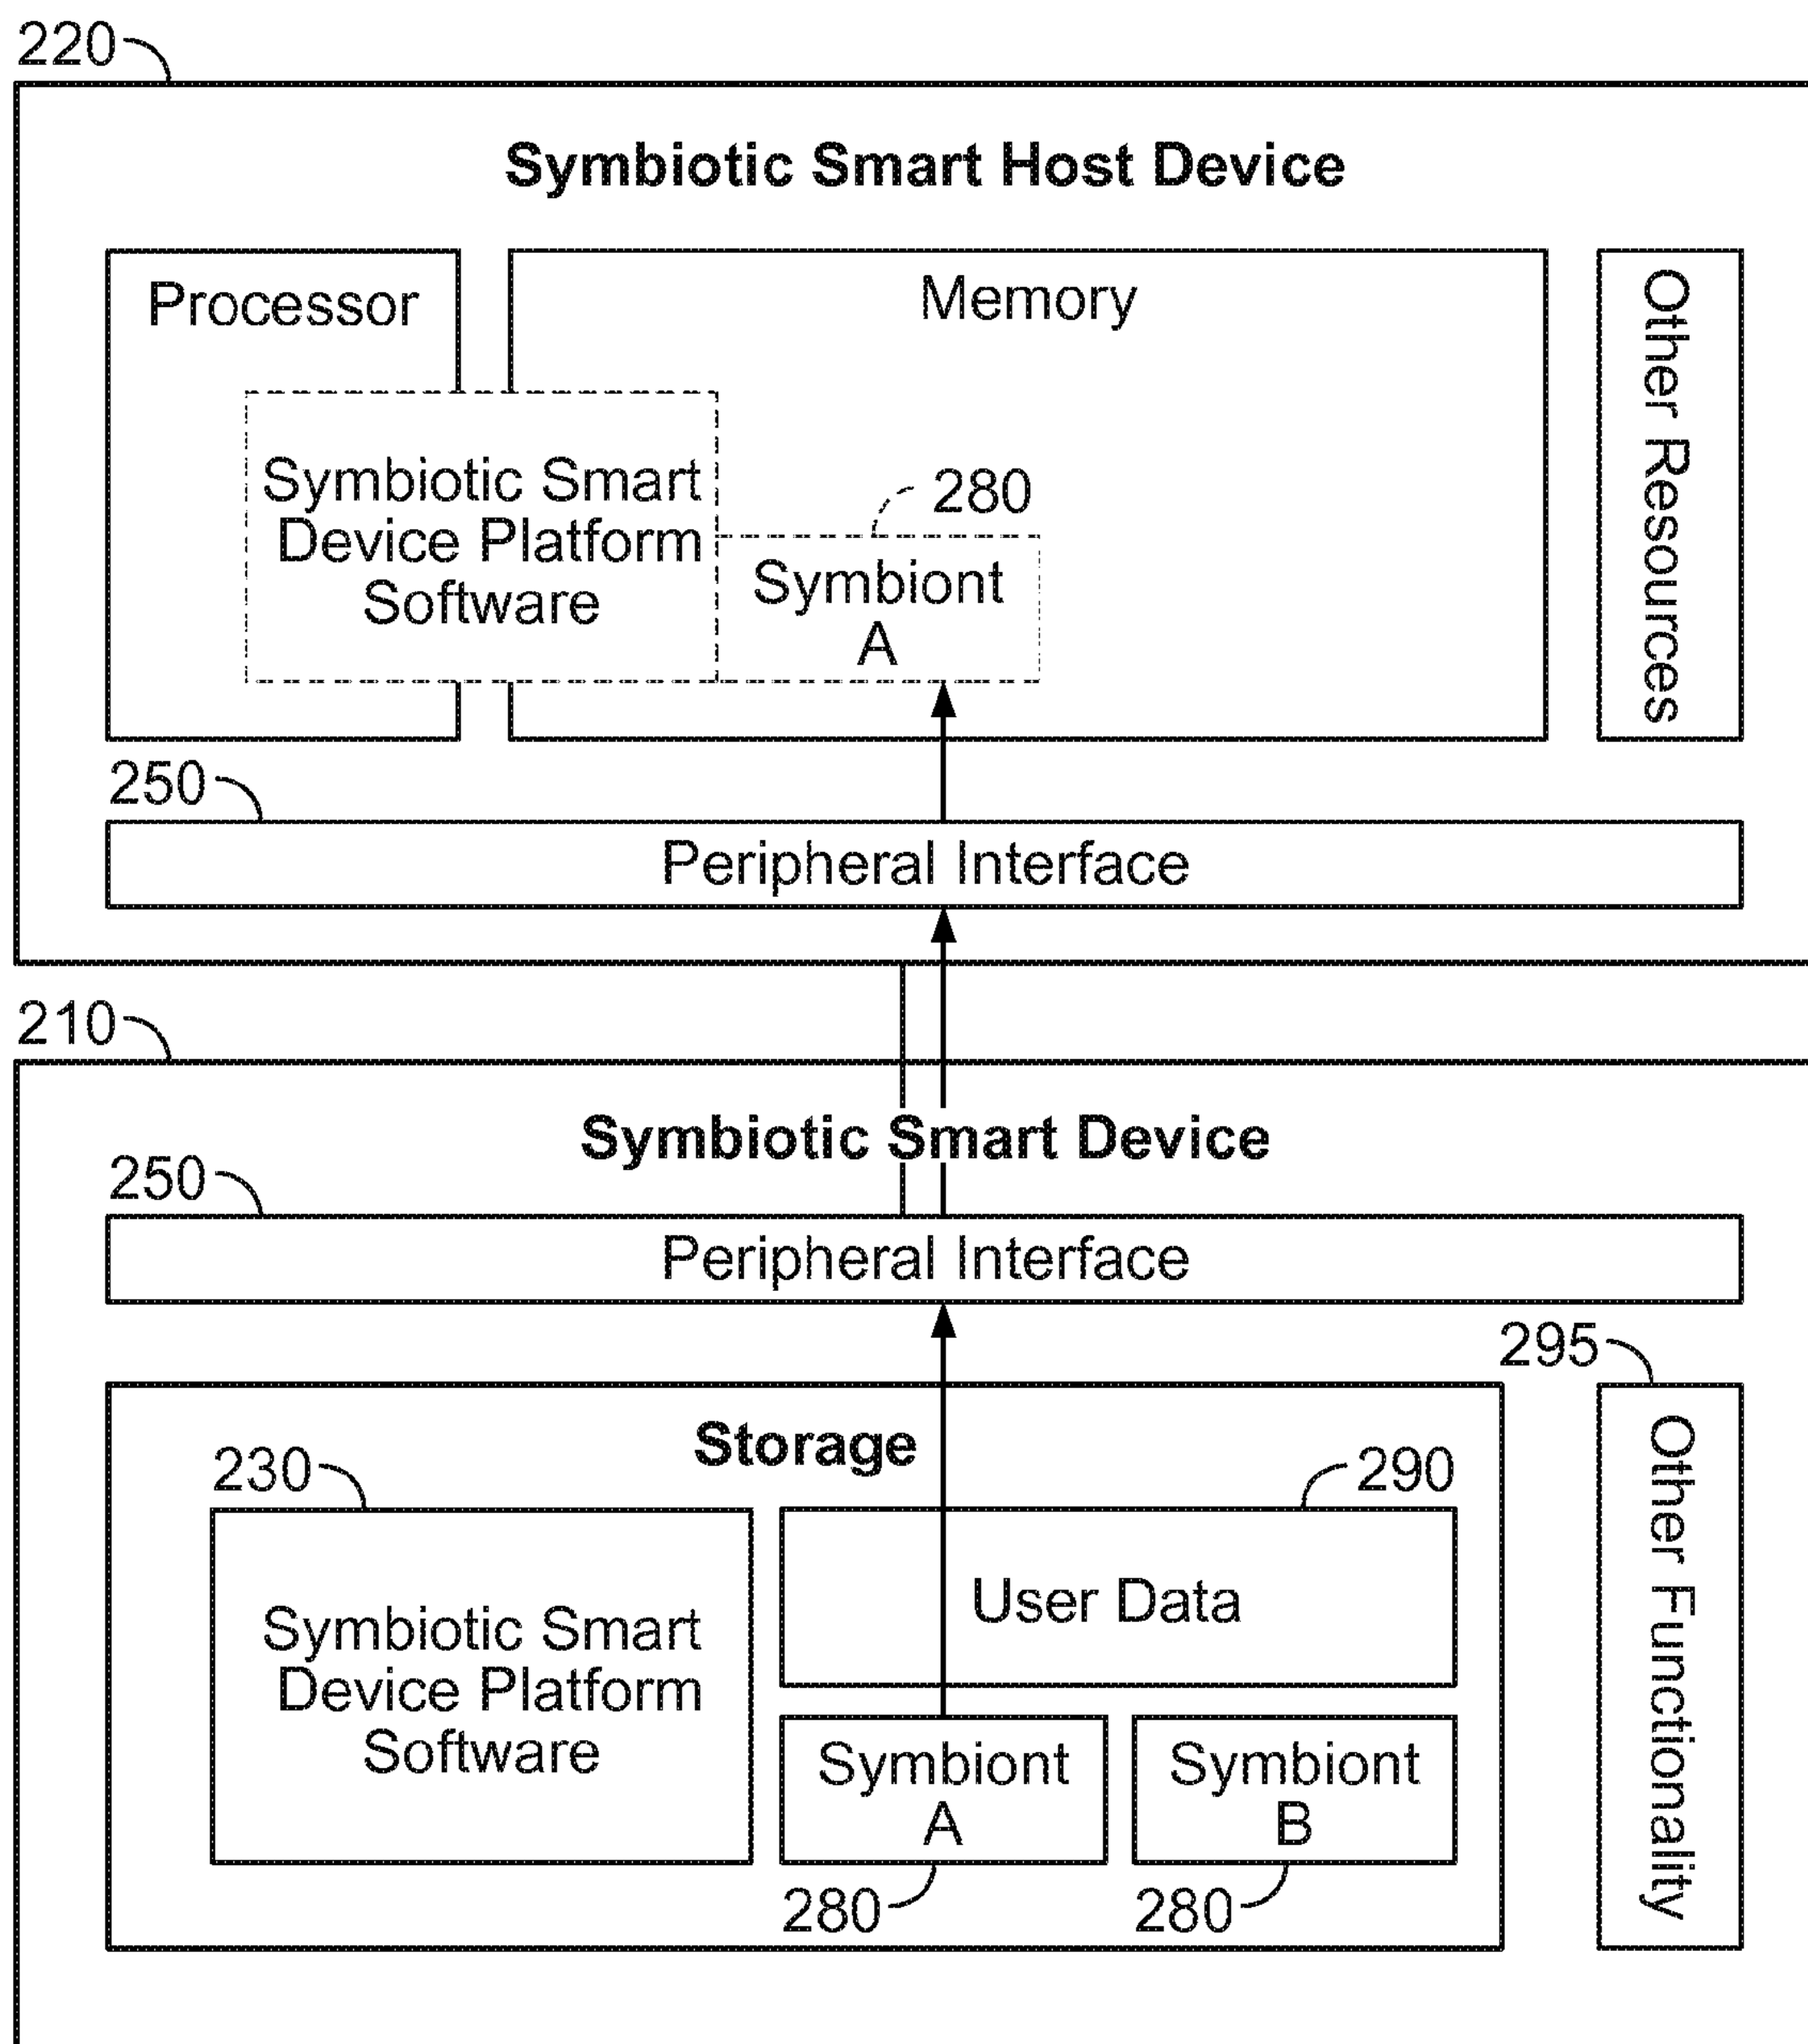 220
Symbiotic Smart Host Device
Processor
Memory
Other Resources
Symbiotic Smart
Device Platform
Software
280
Symbiont
A
250
Peripheral Interface
210
Symbiotic Smart Device
250
Peripheral Interface
295
Storage
230
290
Symbiotic Smart
Device Platform
Software
User Data
Other Functionality
Symbiont
A
Symbiont
B
280
280